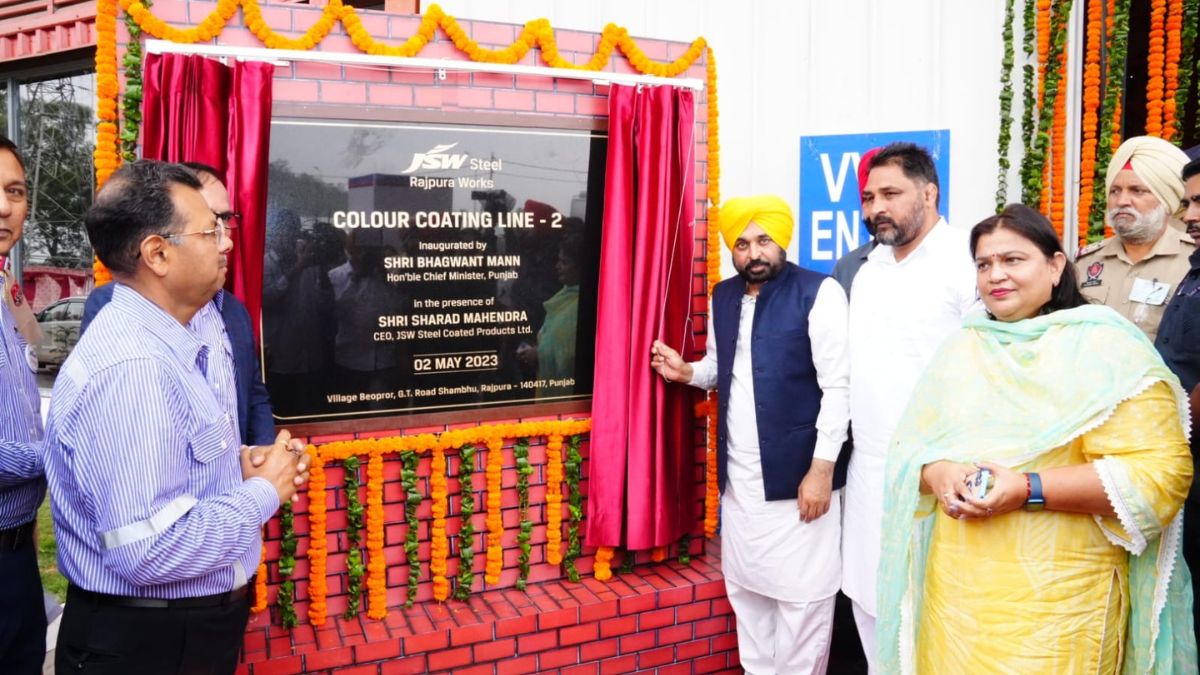 JSW Steel
Rajpura Works
COLOUR COATING LINE - 2
Inaugurated by
SHRI BHAGWANT MANN
Hon'ble Chief Minister, Punjab
in the presence of
SHRI SHARAD MAHENDRA
CEO, JSW Steel Coated Products Ltd.
02 MAY 2023
Village Beopror, G.T. Road Shambhu, Rajpura - 140417, Punjab